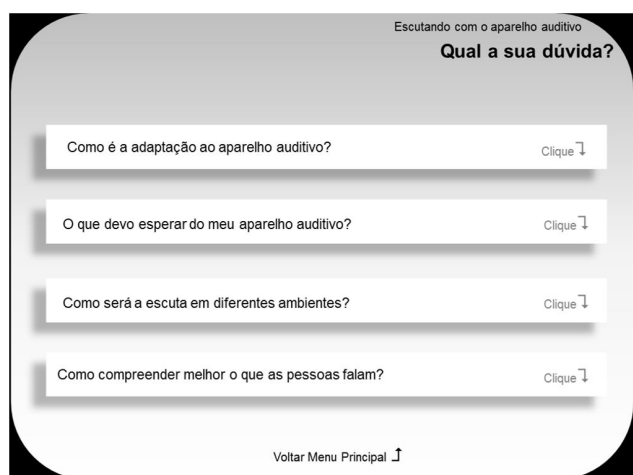 Escutando com o aparelho auditivo
Qual a sua dúvida?
Como é a adaptação ao aparelho auditivo?
Clique
O que devo esperar do meu aparelho auditivo?
Clique
Como será a escuta em diferentes ambientes?
Clique
Como compreender melhor o que as pessoas falam?
Clique
Voltar Menu Principal